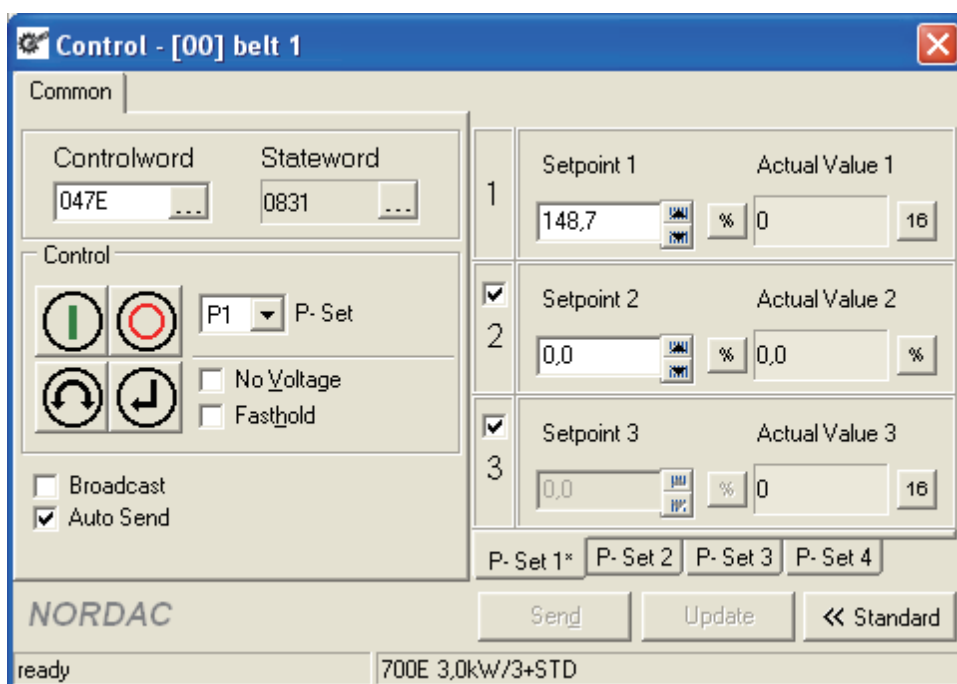 Control - [00] belt 1
Common
Controlword Stateword
047E ... 0831 ...
Control
P1 P- Set
No Voltage
Fasthold
Broadcast
Auto Send
1
Setpoint 1 Actual Value 1
148,7 % 0 16
2
Setpoint 2 Actual Value 2
0,0 % 0,0 %
3
Setpoint 3 Actual Value 3
0,0 % 0 16
P- Set 1* P- Set 2 P- Set 3 P- Set 4
NORDAC Send Update << Standard
ready 700E 3,0kW/3+STD